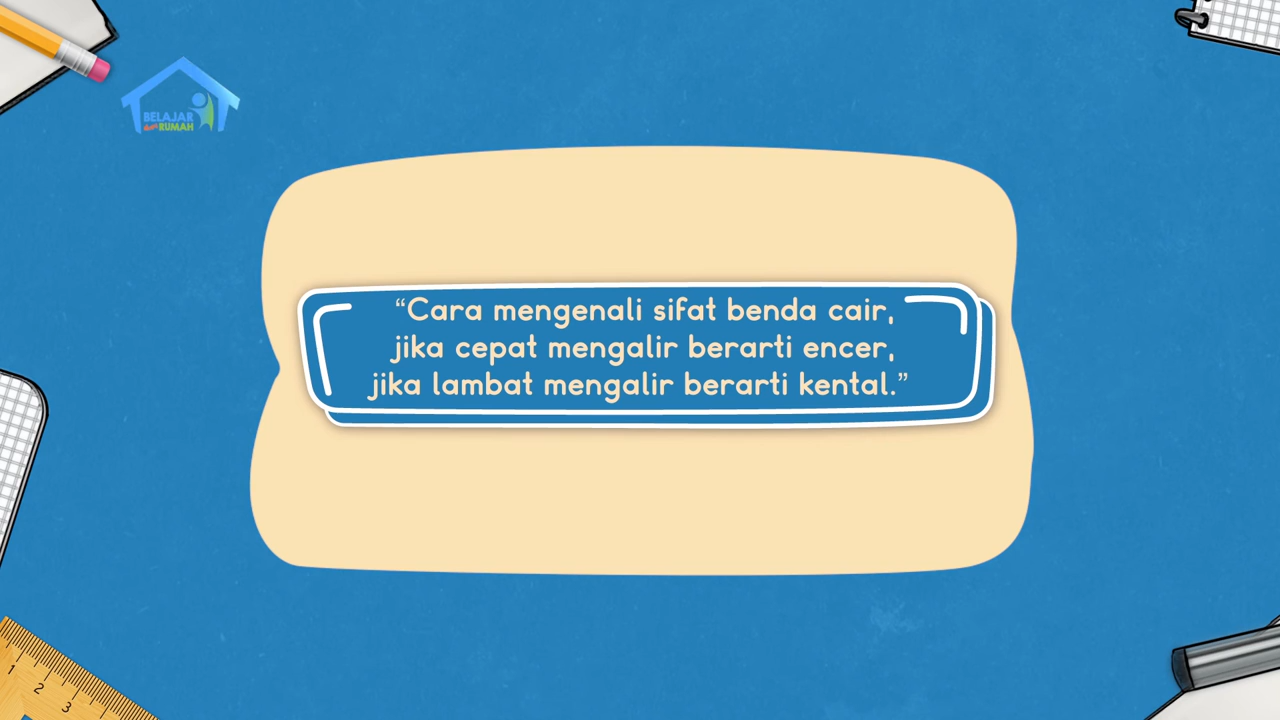 BELAJAR
dari RUMAH
“Cara mengenali sifat benda cair,
jika cepat mengalir berarti encer,
jika lambat mengalir berarti kental.”
1
2
3